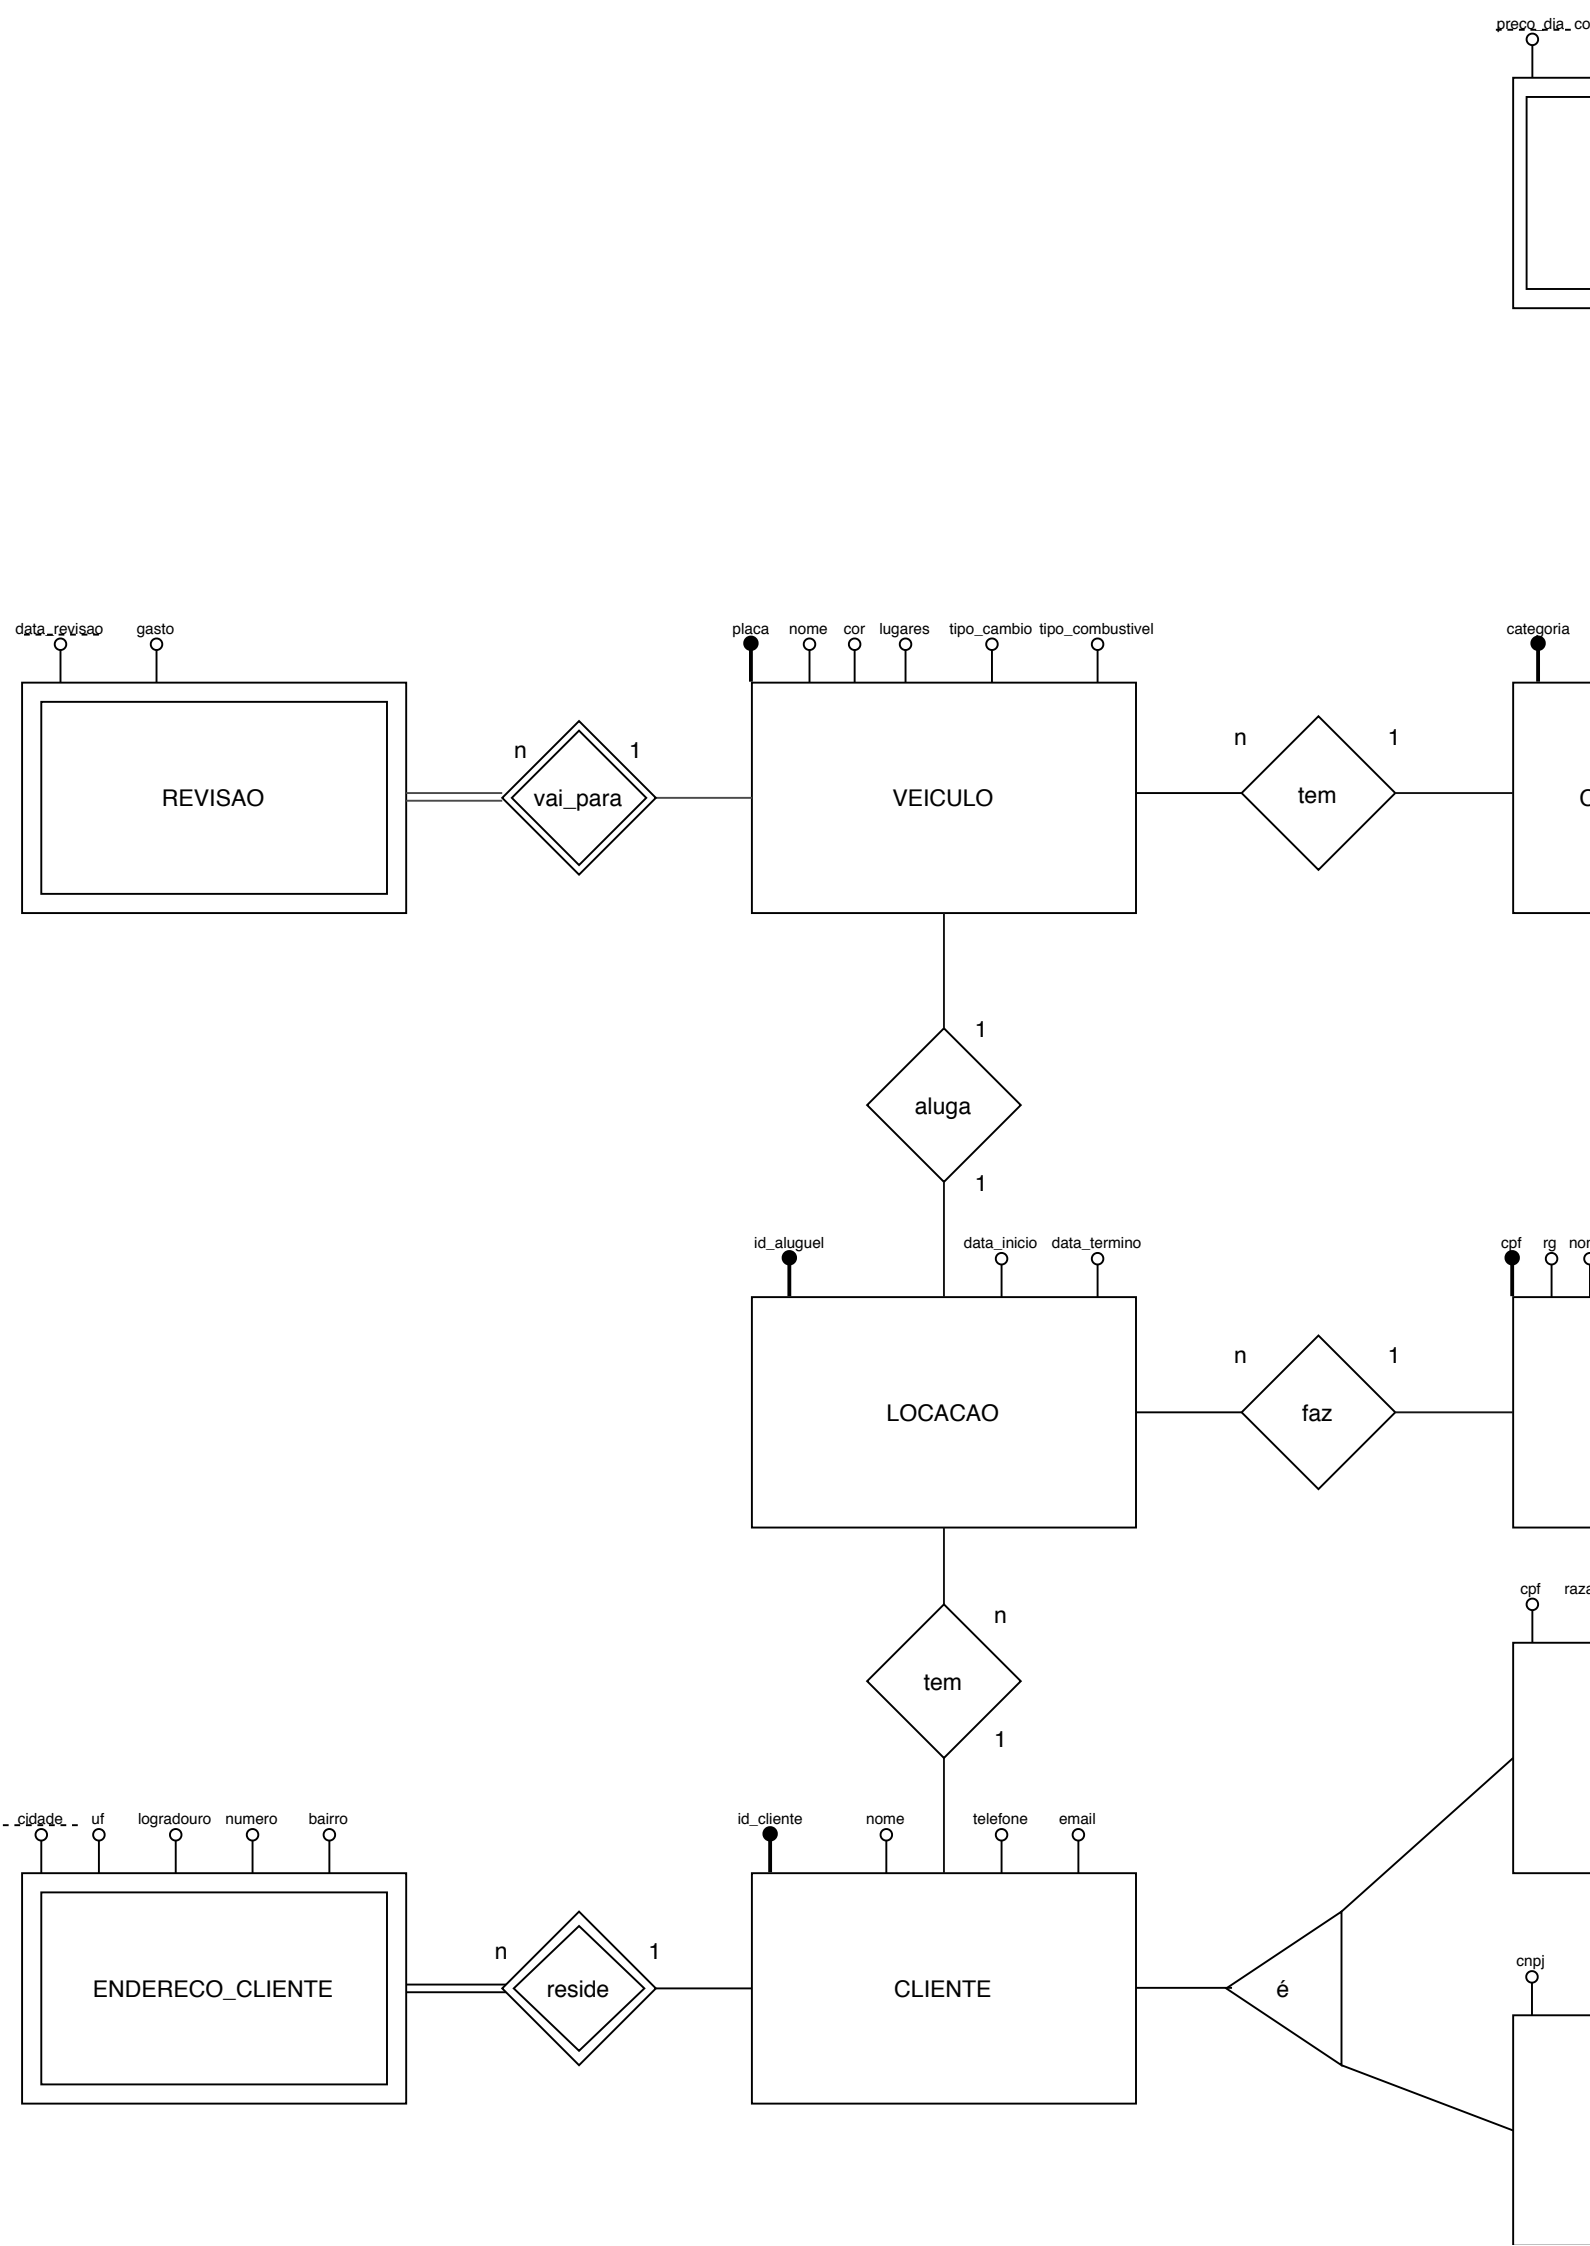 preco_dia_co
data_revisao gasto
placa nome cor lugares tipo_cambio tipo_combustivel
categoria
n 1
n 1
REVISAO vai_para VEICULO tem C
1
aluga
1
id_aluguel data_inicio data_termino
cpf rg nor
n 1
LOCACAO faz
cpf raza
n
tem
1
cidade uf logradouro numero bairro
id_cliente nome telefone email
n 1
cnpj
ENDERECO_CLIENTE reside CLIENTE é